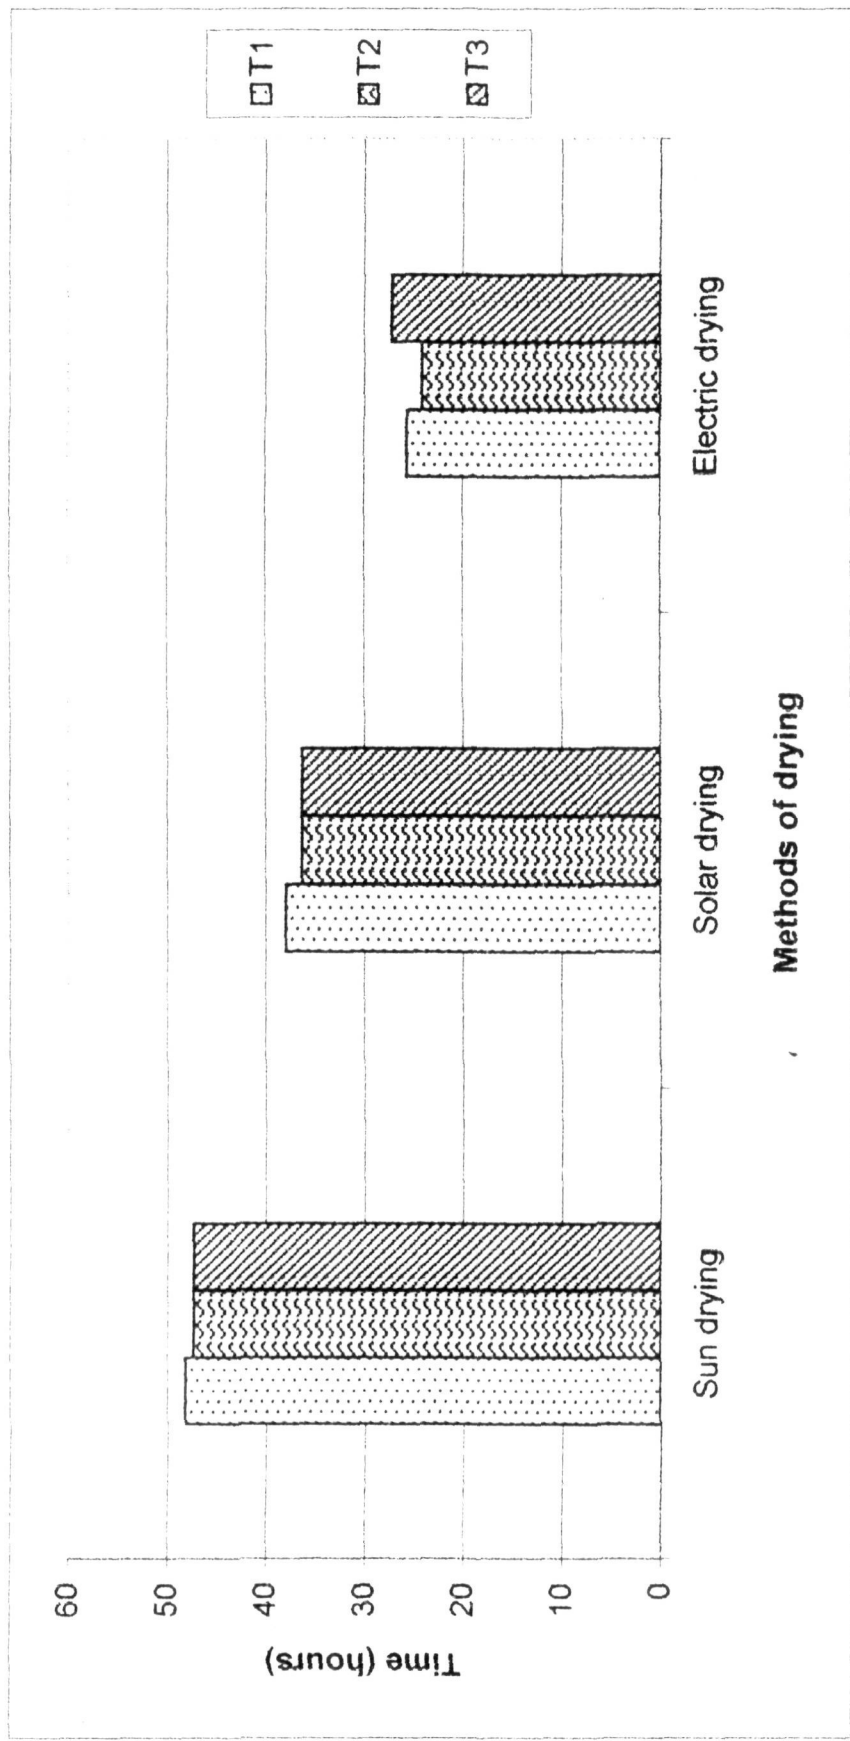 60
50
40
30
20
10
0
Time (hours)
Sun drying
Solar drying
Electric drying
Methods of drying
T1
T2
T3